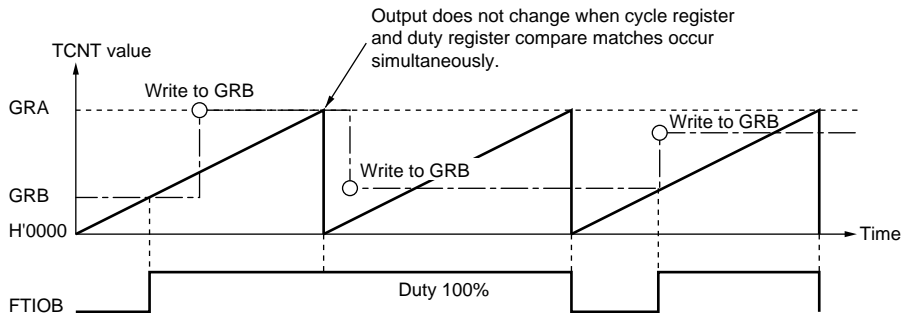 Output does not change when cycle register
and duty register compare matches occur
simultaneously.
TCNT value
Write to GRB
GRA
Write to GRB
Write to GRB
GRB
H'0000
Time
Duty 100%
FTIOB